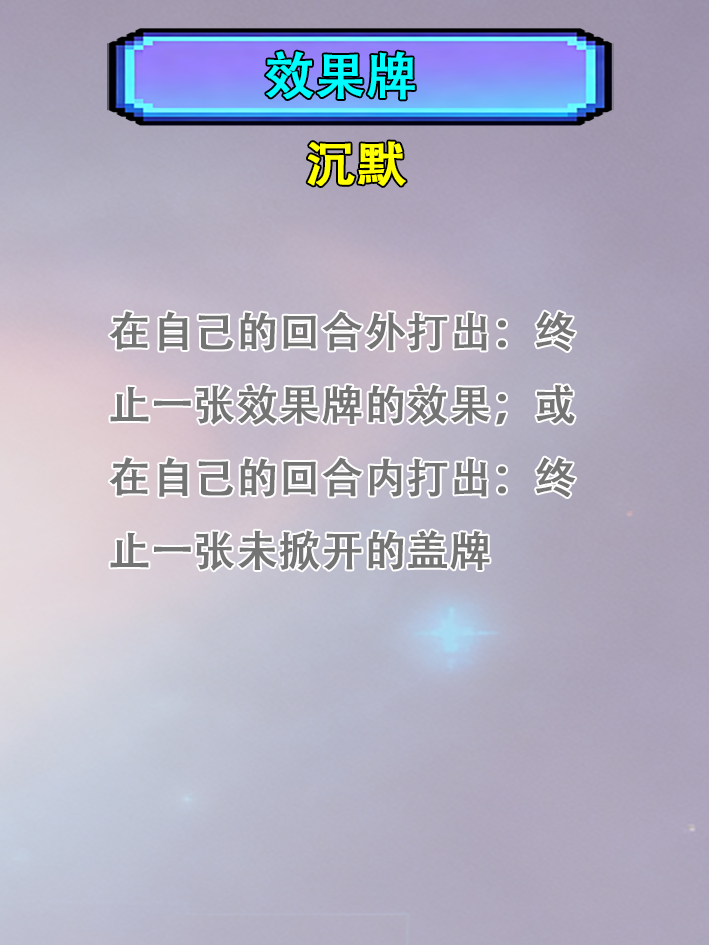 效果牌
沉默
在自己的回合外打出：终
止一张效果牌的效果；或
在自己的回合内打出：终
止一张未掀开的盖牌